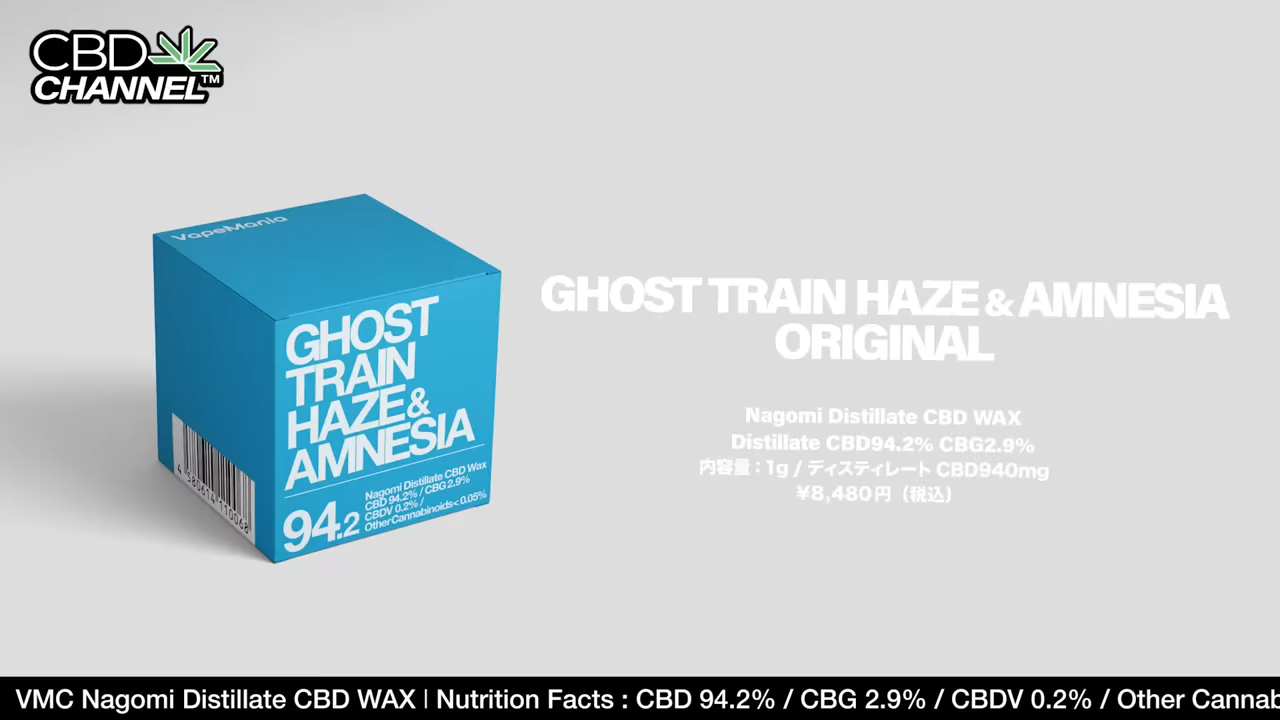 CBD
CHANNEL™
VapeMania
GHOST
TRAIN
HAZE&
AMNESIA
94.2
Nagomi Distillate CBD Wax
CBD 94.2% / CBG 2.9%
CBDV 0.2% /
OtherCannabinoids<0.05%
4 580614 110068
GHOST TRAIN HAZE & AMNESIA
ORIGINAL
Nagomi Distillate CBD WAX
Distillate CBD94.2% CBG2.9%
内容量：1g / ディスティレート CBD940mg
¥8,480円（税込）
VMC Nagomi Distillate CBD WAX | Nutrition Facts : CBD 94.2% / CBG 2.9% / CBDV 0.2% / Other Cannab